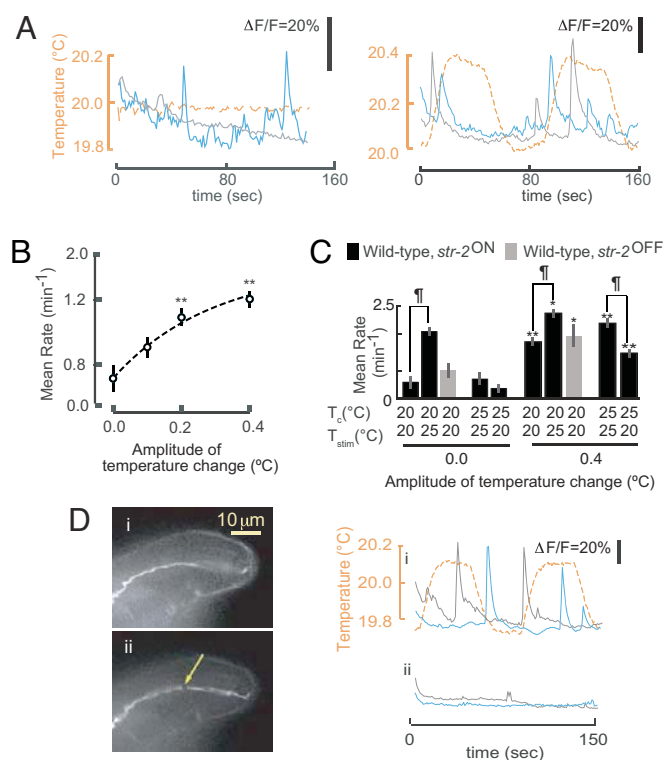 A
ΔF/F=20%
Temperature (°C)
20.2
20.0
19.8
0
80
160
time (sec)
ΔF/F=20%
20.4
20.2
20.0
0
80
160
time (sec)
B
Mean Rate (min-1)
2.0
1.2
0.8
0.4
** **
0.0
0.2
0.4
Amplitude of
temperature change (ºC)
C
Wild-type, str-2ON
Wild-type, str-2OFF
Mean Rate
(min-1)
2.5
0
¶ ¶ ¶
** * * ** **
Tc(°C) 20 20 20 25 25 20 20 20 25 25
Tstim(°C) 20 25 20 25 20 20 25 20 25 20
0.0
0.4
Amplitude of temperature change (ºC)
D
i
10 μm
ii
i
ΔF/F=20%
Temperature (°C)
20.2
20.0
19.8
ii
0
150
time (sec)